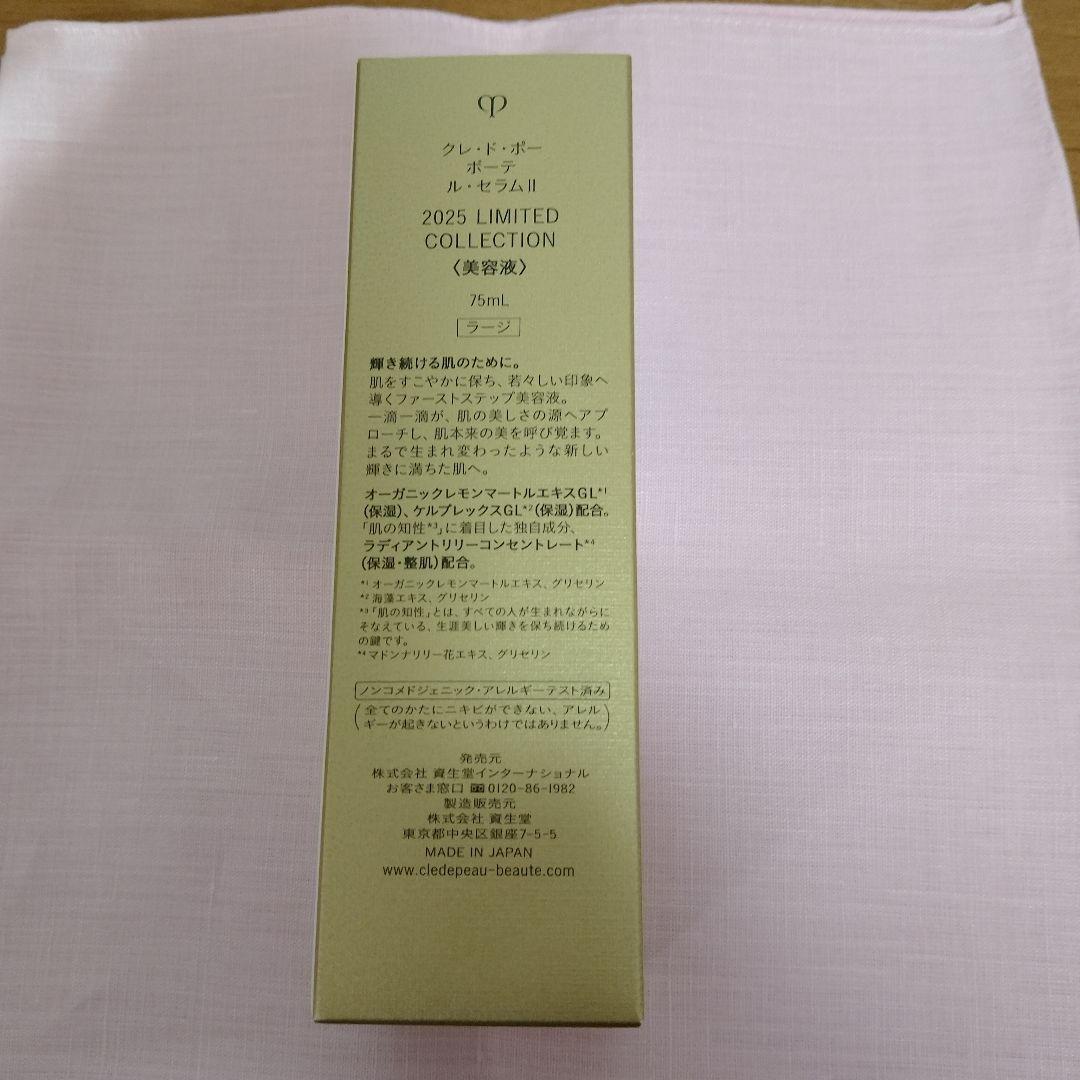 クレ・ド・ポー
ボーテ
ル・セラムⅡ
2025 LIMITED
COLLECTION
〈美容液〉
75mL
ラージ
輝き続ける肌のために。
肌をすこやかに保ち、若々しい印象へ
導くファーストステップ美容液。
一滴一滴が、肌の美しさの源へアプ
ローチし、肌本来の美を呼び覚ます。
まるで生まれ変わったような新しい
輝きに満ちた肌へ。
オーガニックレモンマートルエキスGL*1
(保湿)、ケルプレックスGL*2(保湿)配合。
「肌の知性*3」に着目した独自成分、
ラディアントリリーコンセントレート*4
(保湿・整肌)配合。
*1 オーガニックレモンマートルエキス、グリセリン
*2 海藻エキス、グリセリン
*3「肌の知性」とは、すべての人が生まれながらに
そなえている、生涯美しい輝きを保ち続けるため
の鍵です。
*4 マドンナリリー花エキス、グリセリン
ノンコメドジェニック・アレルギーテスト済み
(全てのかたにニキビができない、アレル
ギーが起きないというわけではありません。)
発売元
株式会社 資生堂インターナショナル
お客さま窓口 0120-86-1982
製造販売元
株式会社 資生堂
東京都中央区銀座7-5-5
MADE IN JAPAN
www.cledepeau-beaute.com